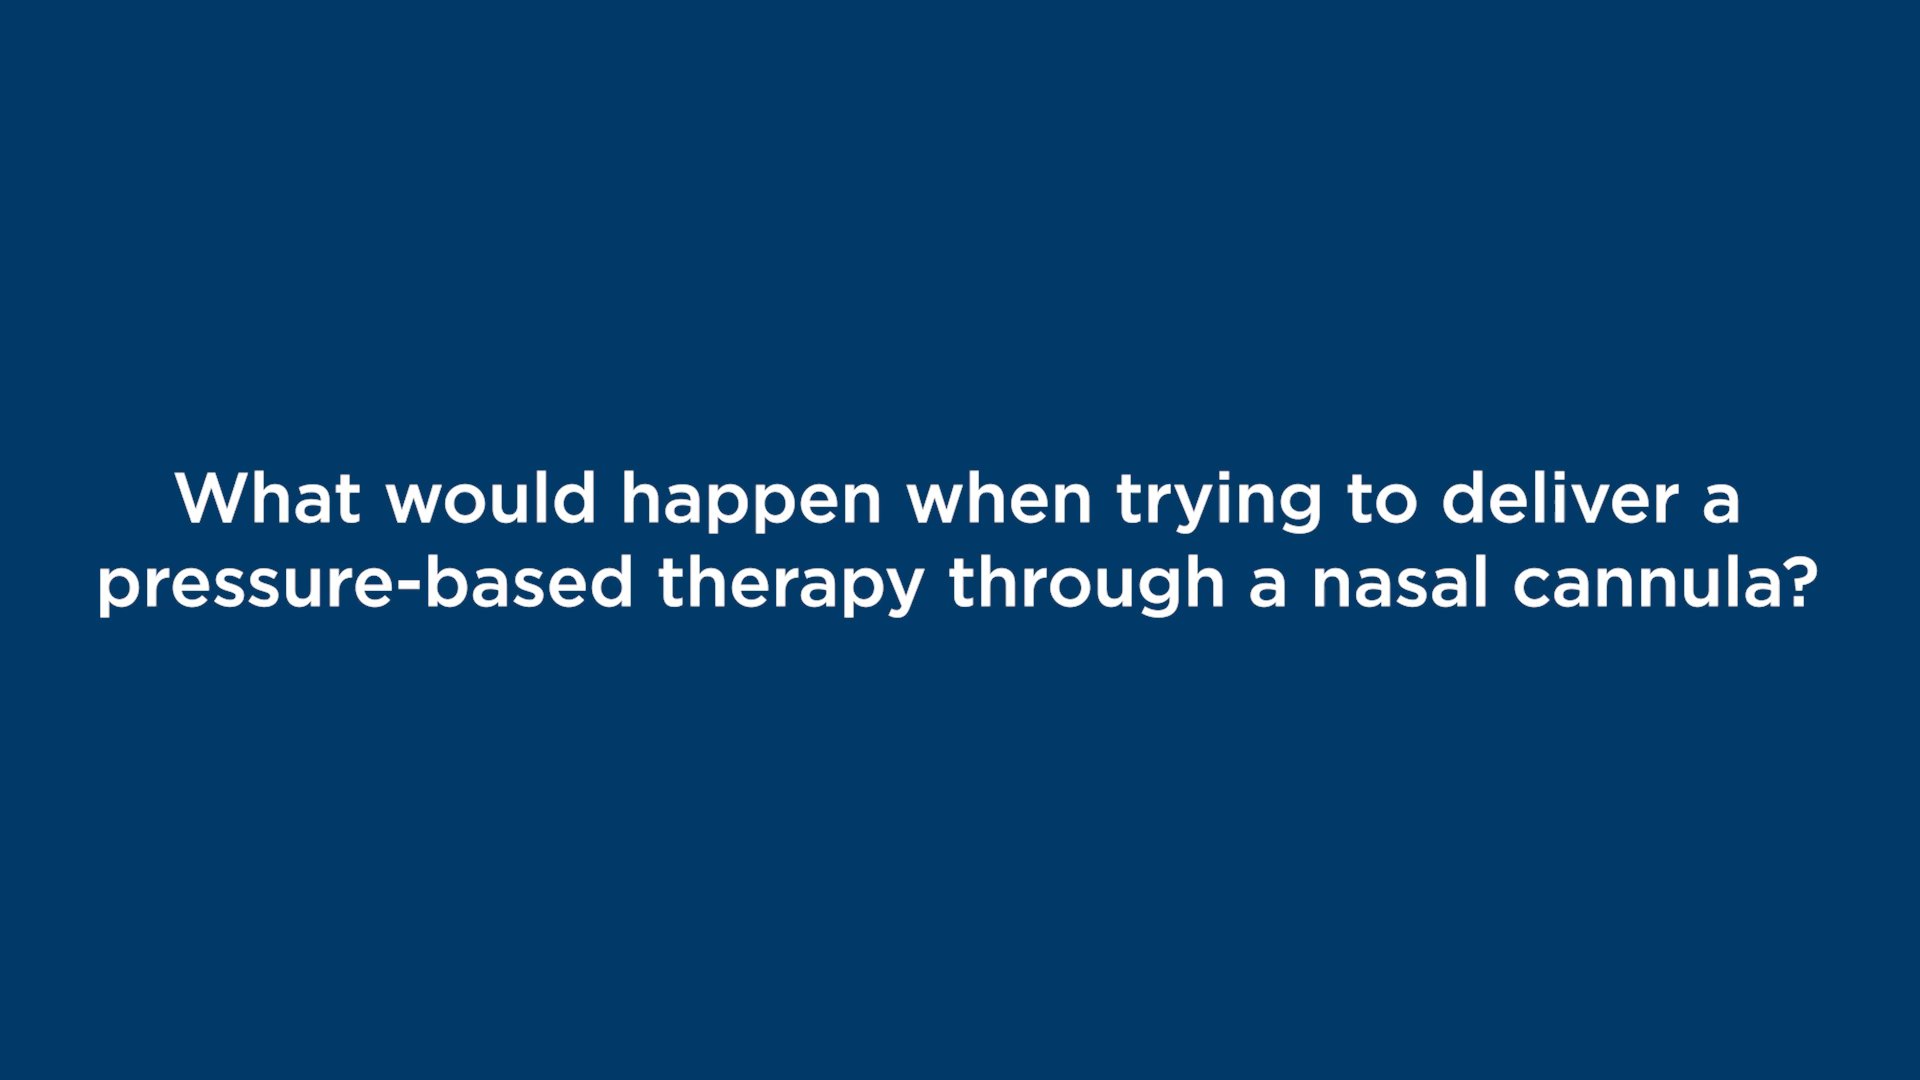 What would happen when trying to deliver a
pressure-based therapy through a nasal cannula?